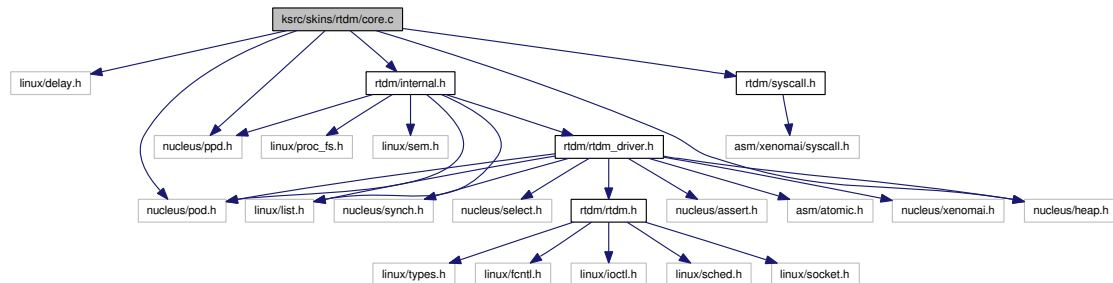 ksrc/skins/rtdm/core.c
linux/delay.h
rtdm/internal.h
rtdm/syscall.h
nucleus/ppd.h
linux/proc_fs.h
linux/sem.h
rtdm/rtdm_driver.h
asm/xenomai/syscall.h
nucleus/pod.h
linux/list.h
nucleus/synch.h
nucleus/select.h
rtdm/rtdm.h
nucleus/assert.h
asm/atomic.h
nucleus/xenomai.h
nucleus/heap.h
linux/types.h
linux/fcntl.h
linux/ioctl.h
linux/sched.h
linux/socket.h